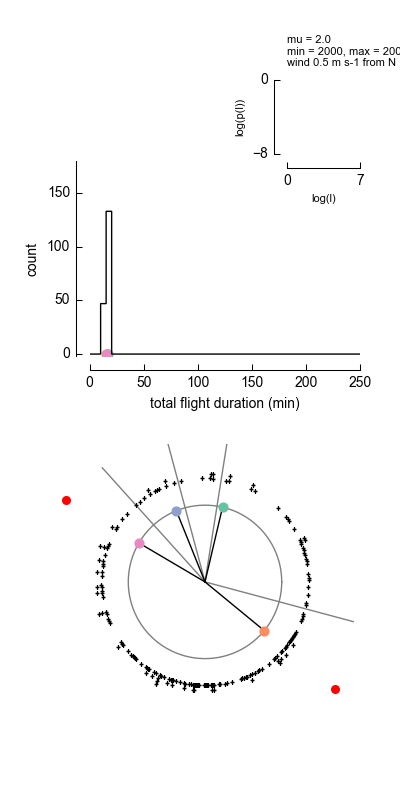 mu = 2.0
min = 2000, max = 200
wind 0.5 m s-1 from N
0
log(p(l))
−8
0 7
log(l)
150
100
count
50
0
0 50 100 150 200 250
total flight duration (min)